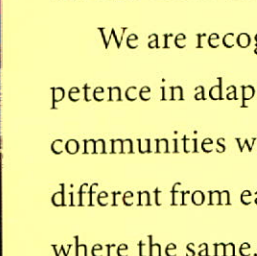 We are recog
petence in adap
communities w
different from ea
where the same.